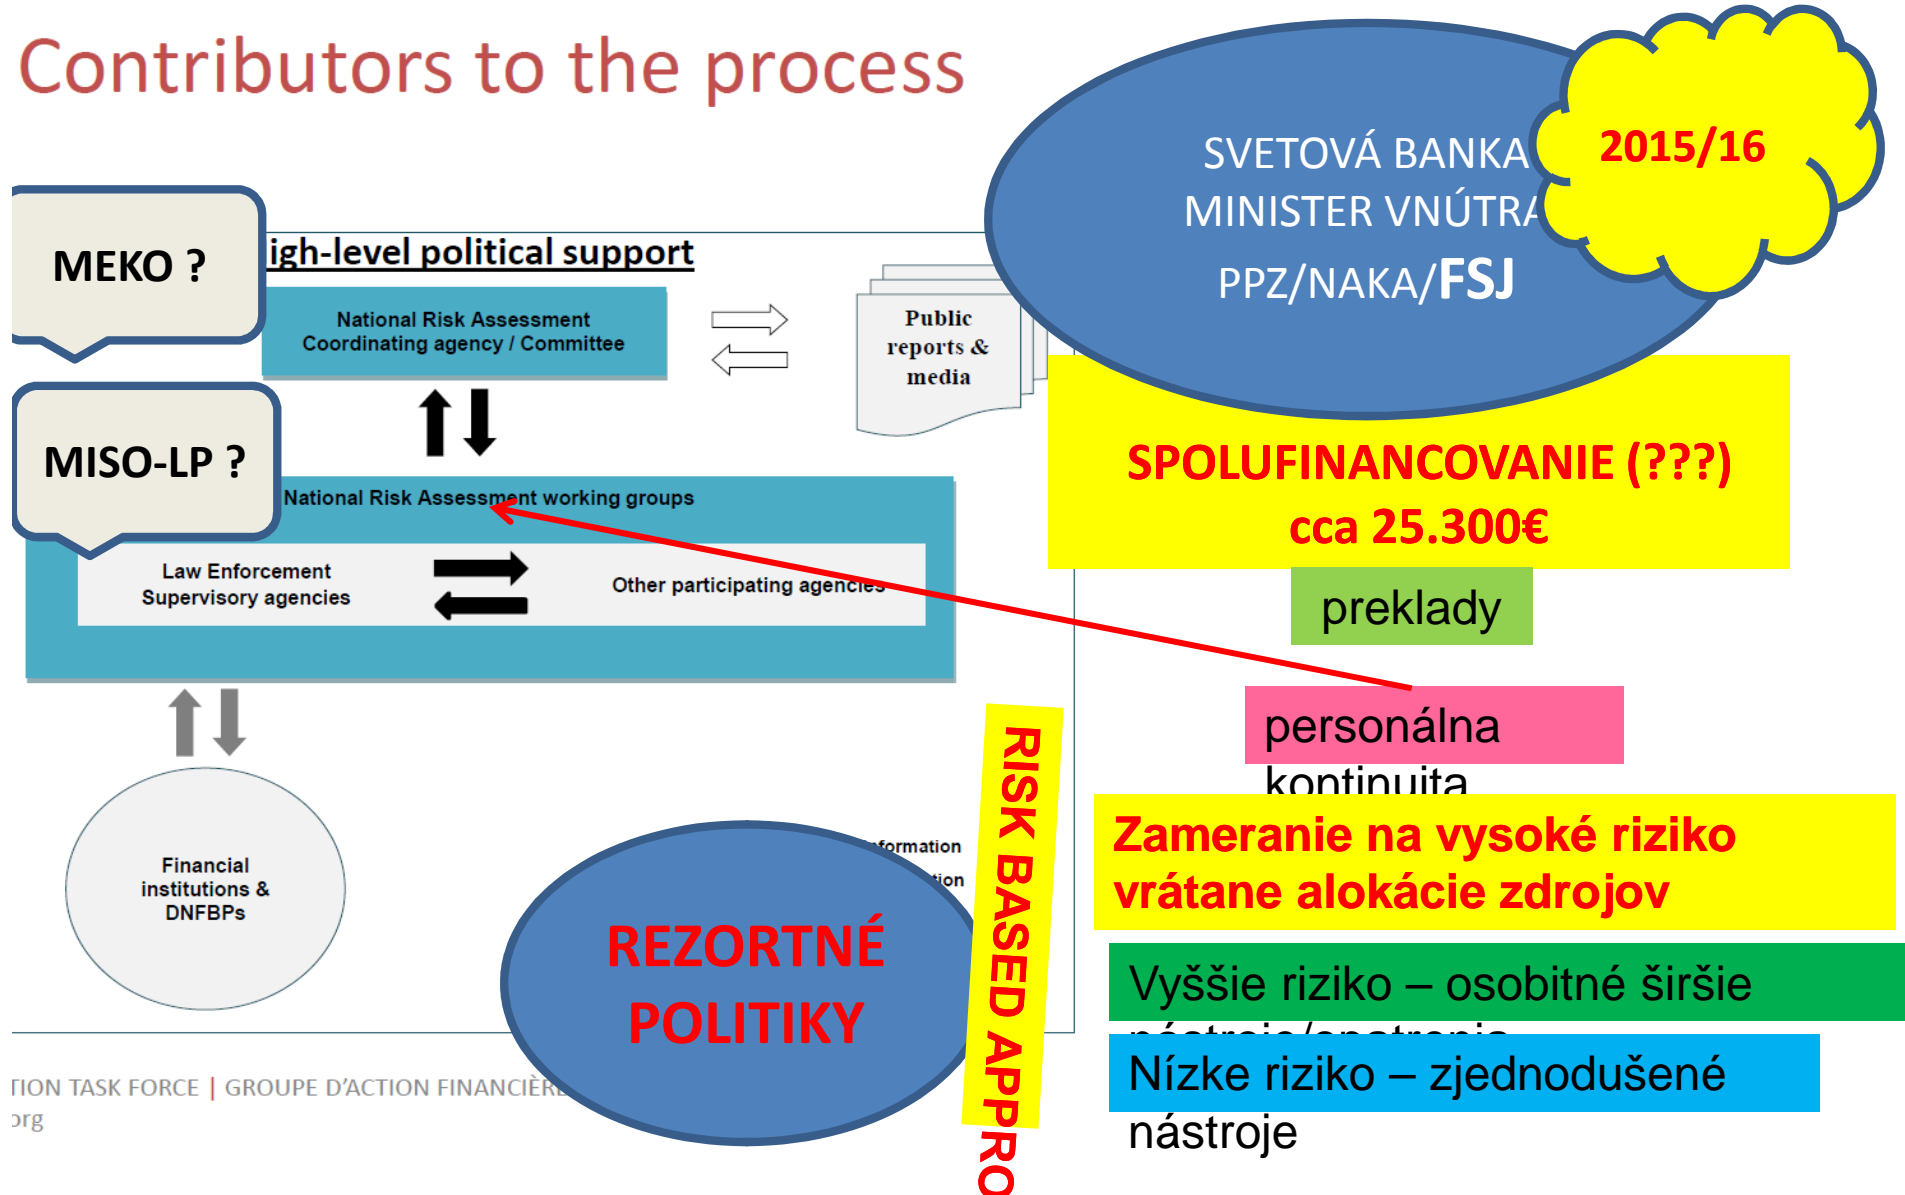 Contributors to the process
SVETOVÁ BANKA
MINISTER VNÚTRA
PPZ/NAKA/FSJ
2015/16
MEKO ?
igh-level political support
National Risk Assessment
Coordinating agency / Committee
Public
reports &
media
MISO-LP ?
SPOLUFINANCOVANIE (???)
cca 25.300€
National Risk Assessment working groups
Law Enforcement
Supervisory agencies
Other participating agencies
preklady
personálna
kontinuita
RISK BASED APPRO
Financial
institutions &
DNFBPs
formation
tion
REZORTNÉ
POLITIKY
Zameranie na vysoké riziko
vrátane alokácie zdrojov
Vyššie riziko – osobitné širšie
nástroje/opatrenia
Nízke riziko – zjednodušené
nástroje
TION TASK FORCE | GROUPE D'ACTION FINANCIÈRE
org